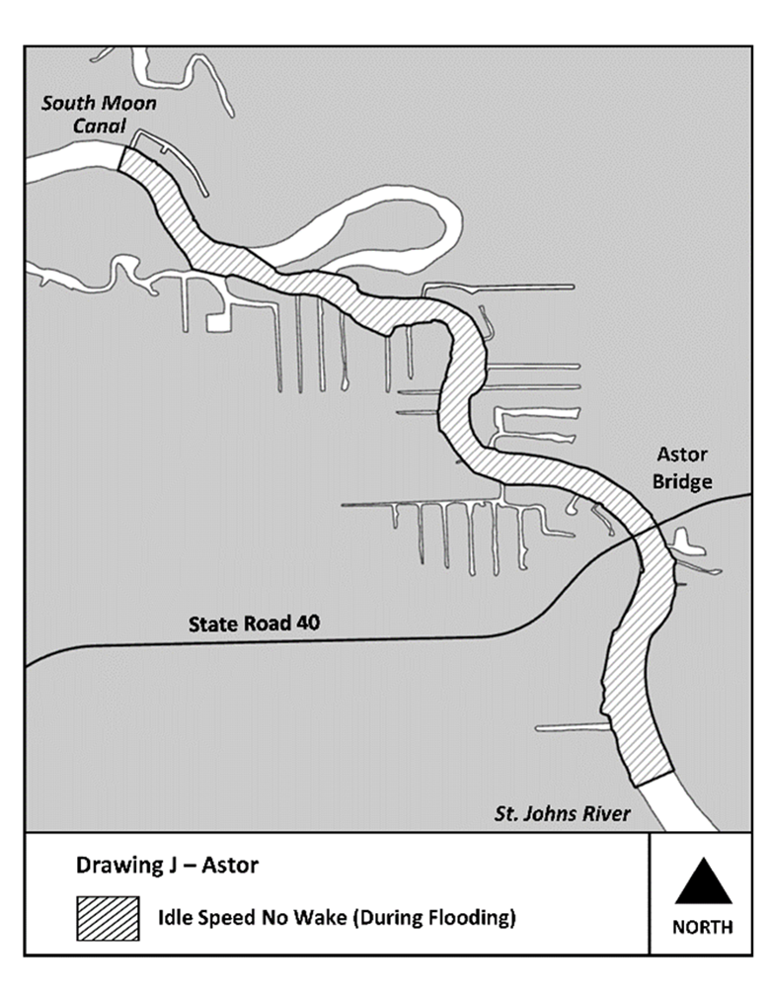 South Moon
Canal
Astor
Bridge
State Road 40
St. Johns River
Drawing J – Astor
Idle Speed No Wake (During Flooding)
NORTH